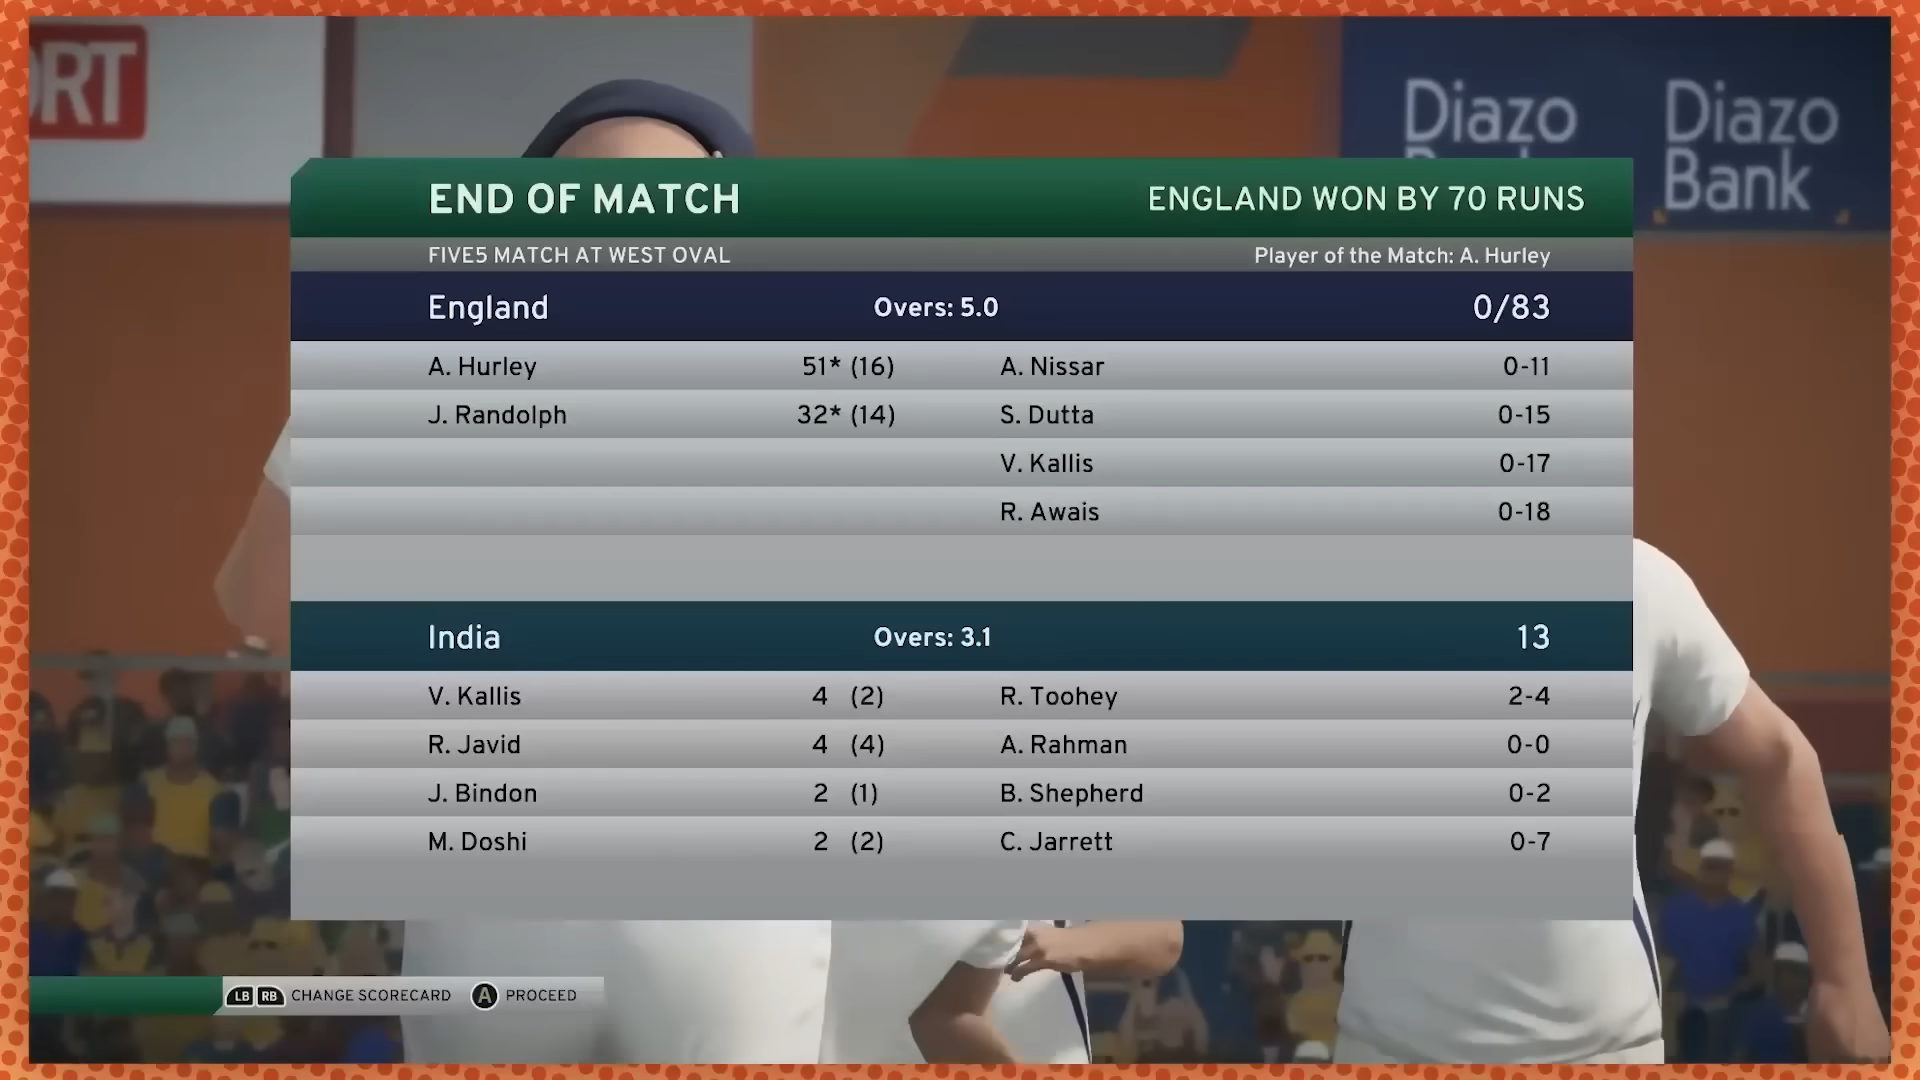 ORT
Diazo Bank
Diazo
Bank
END OF MATCH
ENGLAND WON BY 70 RUNS
FIVE5 MATCH AT WEST OVAL
Player of the Match: A. Hurley
England Overs: 5.0 0/83
A. Hurley 51* (16) A. Nissar 0-11
J. Randolph 32* (14) S. Dutta 0-15
V. Kallis 0-17
R. Awais 0-18
India Overs: 3.1 13
V. Kallis 4 (2) R. Toohey 2-4
R. Javid 4 (4) A. Rahman 0-0
J. Bindon 2 (1) B. Shepherd 0-2
M. Doshi 2 (2) C. Jarrett 0-7
LB RB CHANGE SCORECARD A PROCEED